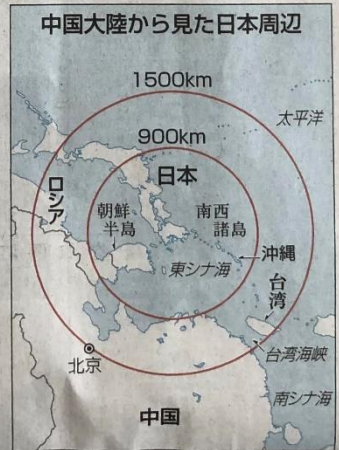 中国大陸から見た日本周辺
1500km
太平洋
900km
日本
ロシア
朝鮮
半島
南西
諸島
沖縄
東シナ海
台湾
台湾海峡
北京
南シナ海
中国